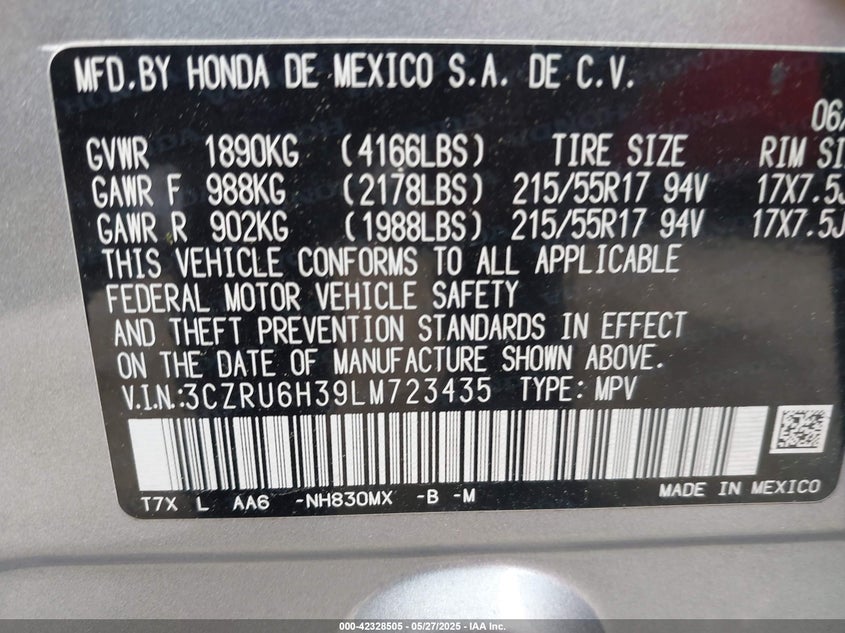 MFD.BY HONDA DE MEXICO S.A. DE C.V.
06/
GVWR 1890KG (4166LBS) TIRE SIZE RIM SI
GAWR F 988KG (2178LBS) 215/55R17 94V 17X7.5J
GAWR R 902KG (1988LBS) 215/55R17 94V 17X7.5J
THIS VEHICLE CONFORMS TO ALL APPLICABLE
FEDERAL MOTOR VEHICLE SAFETY
AND THEFT PREVENTION STANDARDS IN EFFECT
ON THE DATE OF MANUFACTURE SHOWN ABOVE.
V.I.N.:3CZRU6H39LM723435 TYPE: MPV
T7X L AA6 -NH830MX -B -M MADE IN MEXICO
000-42328505 - 05/27/2025 - IAA Inc.